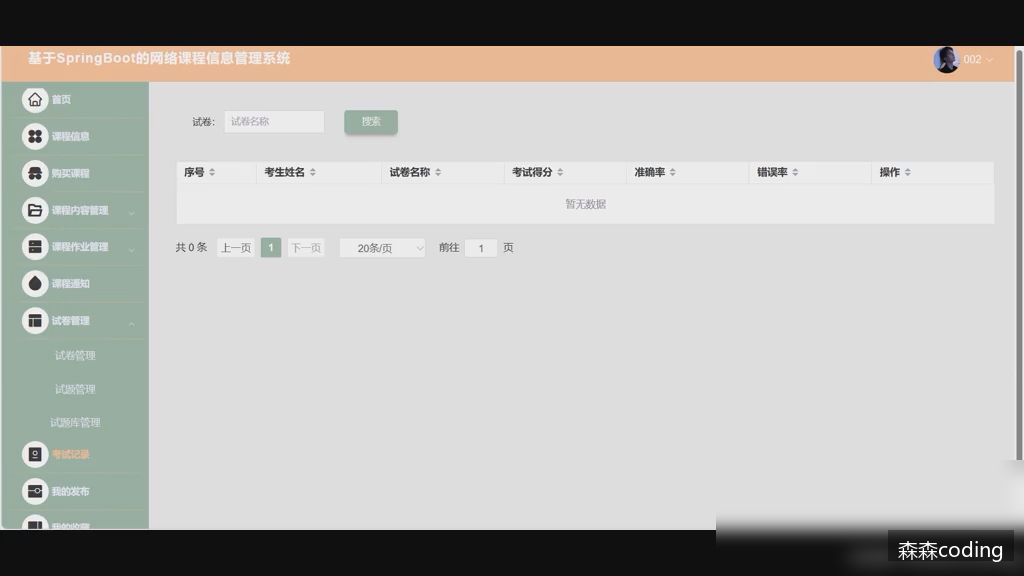 基于SpringBoot的网络课程信息管理系统
002
首页
课程信息
购买课程
课程内容管理
课程作业管理
课程通知
试卷管理
试卷管理
试题管理
试题库管理
考试记录
我的发布
我的收藏
试卷: 试卷名称 搜索
序号 考生姓名 试卷名称 考试得分 准确率 错误率 操作
暂无数据
共 0 条 上一页 1 下一页 20条/页 前往 1 页
森森coding